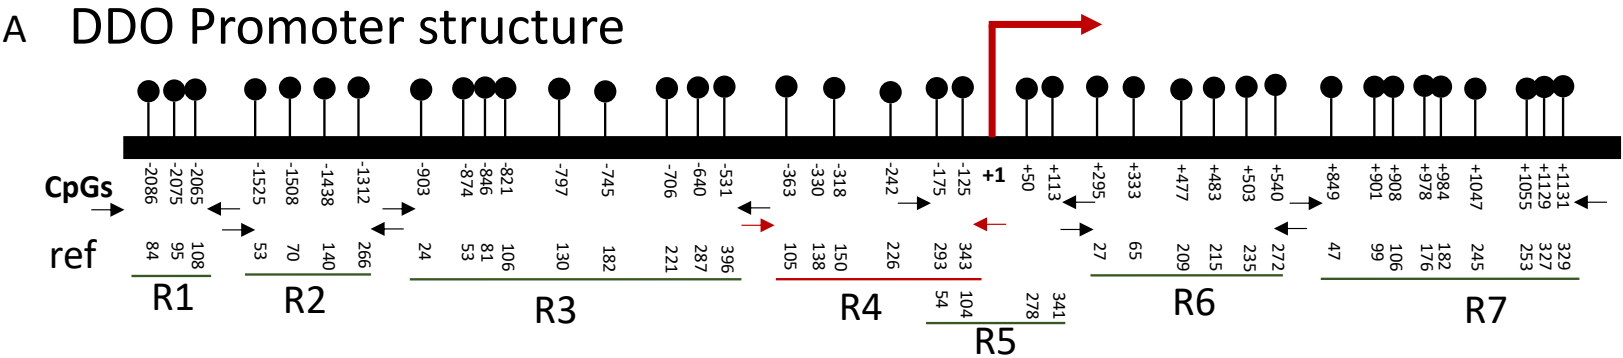 A DDO Promoter structure
CpGs -2086 -2075 -2065 -1525 -1508 -1438 -1312 -903 -874 -846 -821 -797 -745 -706 -640 -531 -363 -330 -318 -242 -175 -125 +1 +50 +113 +295 +333 +477 +483 +503 +540 +849 +901 +908 +978 +984 +1047 +1055 +1129 +1131
ref 84 95 108 53 70 140 266 24 53 81 106 130 182 221 287 396 105 138 150 226 293 343 27 65 209 215 235 272 47 99 106 176 182 245 253 327 329
54 104 278 341
R1 R2 R3 R4 R5 R6 R7